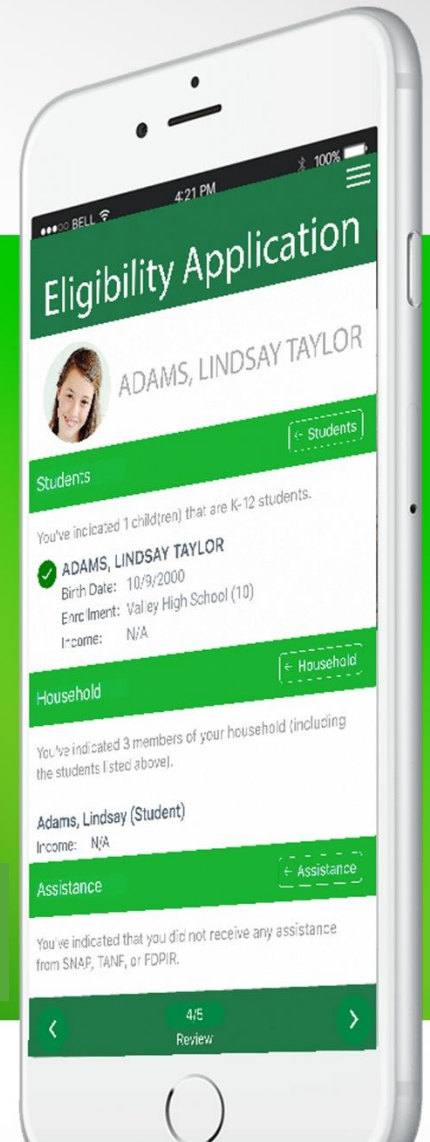 ●●●○○ BELL 4:21 PM 100%
Eligibility Application
ADAMS, LINDSAY TAYLOR
Students
← Students
You've indicated 1 child(ren) that are K-12 students.
ADAMS, LINDSAY TAYLOR
Birth Date: 10/9/2000
Enrollment: Valley High School (10)
Income: N/A
Household
← Household
You've indicated 3 members of your household (including
the students listed above).
Adams, Lindsay (Student)
Income: N/A
Assistance
← Assistance
You've indicated that you did not receive any assistance
from SNAP, TANF, or FDPIR.
4/5
Review